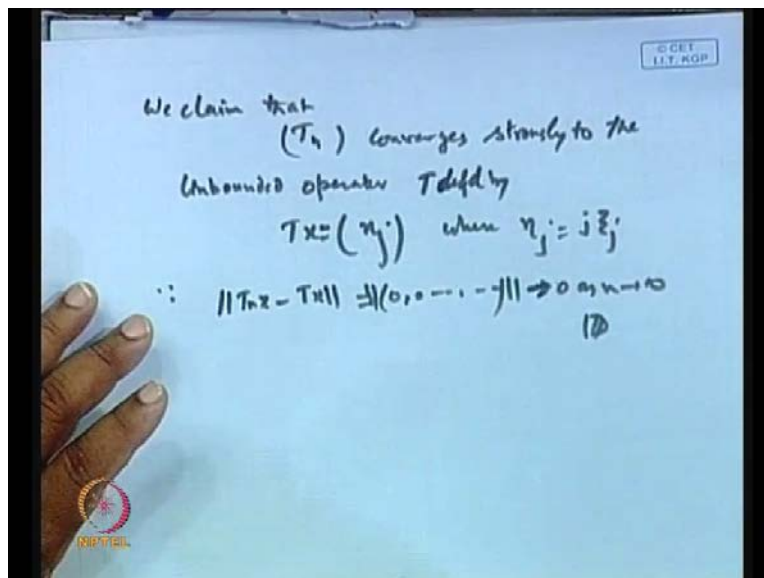 © CET
I.I.T. KGP
We claim that
(Tn) converges strongly to the
Unbounded operator T defd by
Tx = (ηj) where ηj = j ξj
∵ ||Tnx - Tx|| = ||(0, 0 ---, -)|| → 0 as n → ∞
NPTEL